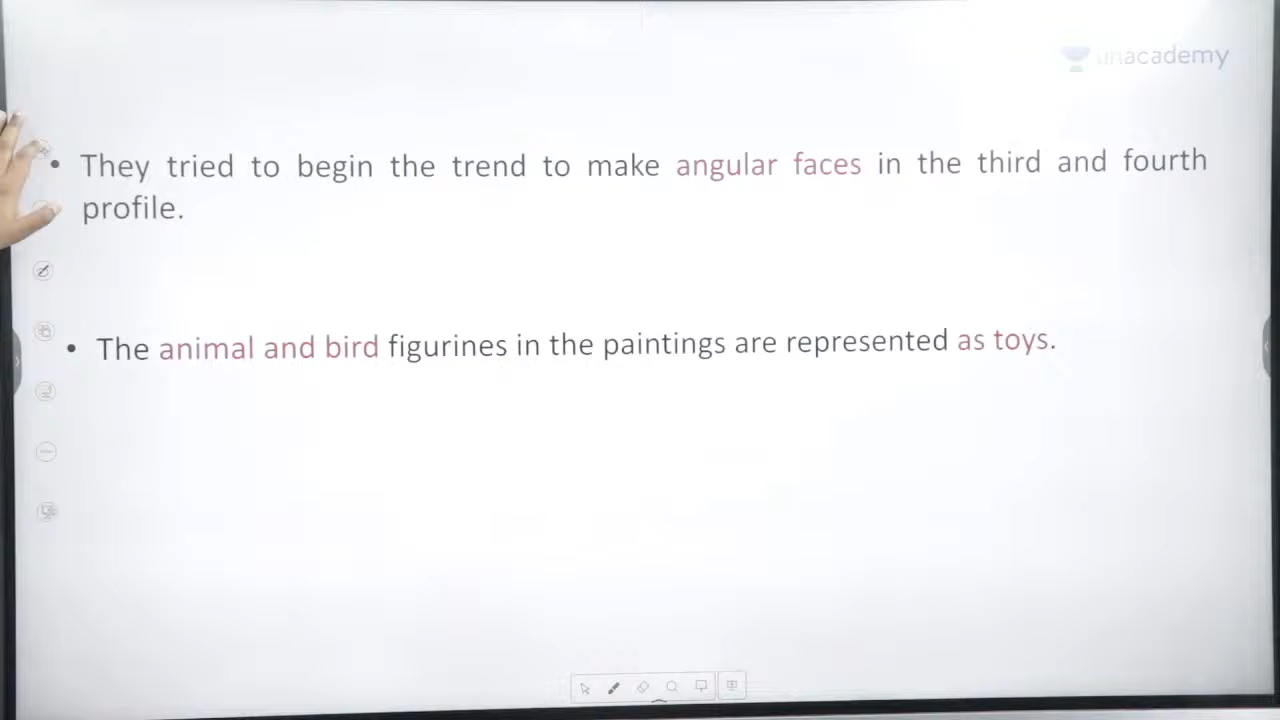 unacademy
• They tried to begin the trend to make angular faces in the third and fourth
profile.
• The animal and bird figurines in the paintings are represented as toys.